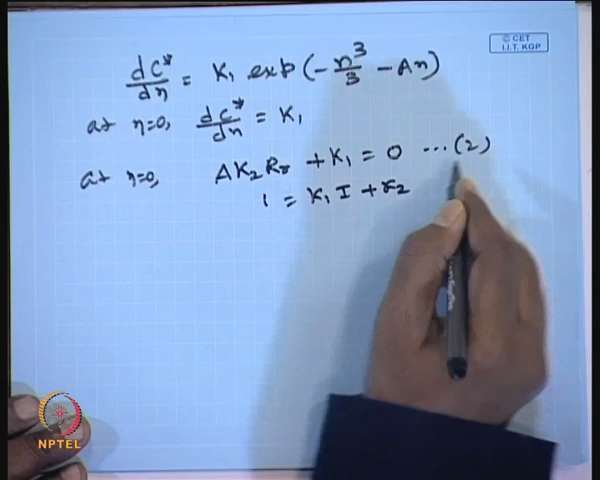 © CET
I.I.T. KGP
dC*/dη = K₁ exp(-η³/3 - Aη)
at η=0, dC*/dη = K₁
at η=0, AK₂Rᵣ + K₁ = 0 ...(2)
1 = K₁ I + K₂
NPTEL